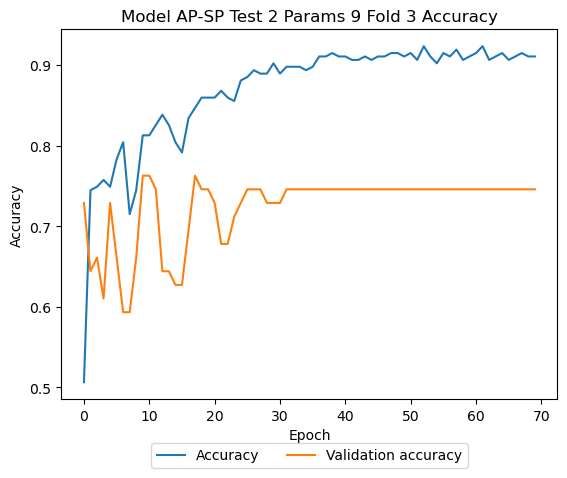 Model AP-SP Test 2 Params 9 Fold 3 Accuracy
0.9
0.8
0.7
0.6
0.5
Accuracy
0 10 20 30 40 50 60 70
Epoch
Accuracy Validation accuracy